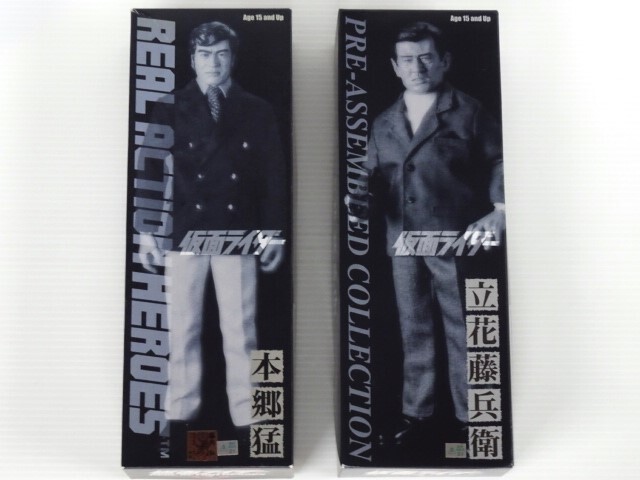 Age 15 and Up
REAL ACTION HEROES™
仮面ライダー
本郷猛
Age 15 and Up
PRE-ASSEMBLED COLLECTION
仮面ライダー
立花藤兵衛